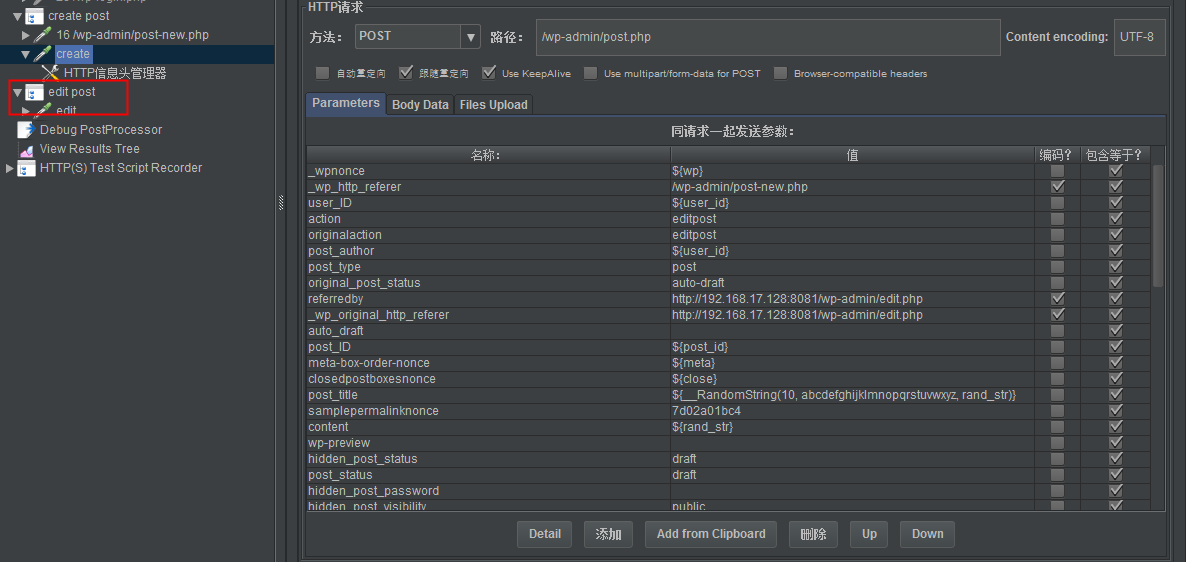 create post
16 /wp-admin/post-new.php
create
HTTP信息头管理器
edit post
edit
Debug PostProcessor
View Results Tree
HTTP(S) Test Script Recorder
HTTP请求
方法: POST 路径: /wp-admin/post.php Content encoding: UTF-8
自动重定向 跟随重定向 Use KeepAlive Use multipart/form-data for POST Browser-compatible headers
Parameters Body Data Files Upload
同请求一起发送参数:
名称: 值 编码? 包含等于?
_wpnonce ${wp}
_wp_http_referer /wp-admin/post-new.php
user_ID ${user_id}
action editpost
originalaction editpost
post_author ${user_id}
post_type post
original_post_status auto-draft
referredby http://192.168.17.128:8081/wp-admin/edit.php
_wp_original_http_referer http://192.168.17.128:8081/wp-admin/edit.php
auto_draft
post_ID ${post_id}
meta-box-order-nonce ${meta}
closedpostboxesnonce ${close}
post_title ${__RandomString(10, abcdefghijklmnopqrstuvwxyz, rand_str)}
samplepermalinknonce 7d02a01bc4
content ${rand_str}
wp-preview
hidden_post_status draft
post_status draft
hidden_post_password
hidden_post_visibility public
Detail 添加 Add from Clipboard 删除 Up Down